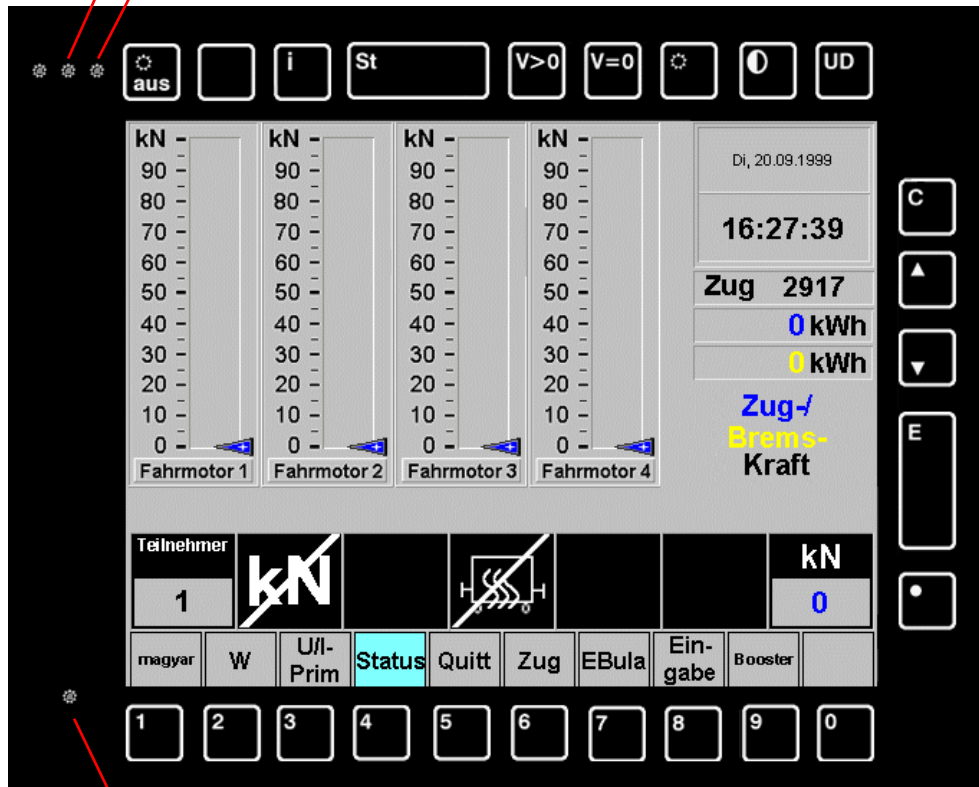 aus
i
St
V>0
V=0
UD
kN kN kN kN
90 90 90 90
80 80 80 80
70 70 70 70
60 60 60 60
50 50 50 50
40 40 40 40
30 30 30 30
20 20 20 20
10 10 10 10
0 0 0 0
Fahrmotor 1 Fahrmotor 2 Fahrmotor 3 Fahrmotor 4
Di, 20.09.1999
16:27:39
Zug 2917
0 kWh
0 kWh
Zug-/
Brems-
Kraft
C
E
Teilnehmer
1
kN
kN
0
magyar
W
U/I-
Prim
Status
Quitt
Zug
EBula
Ein-
gabe
Booster
1 2 3 4 5 6 7 8 9 0